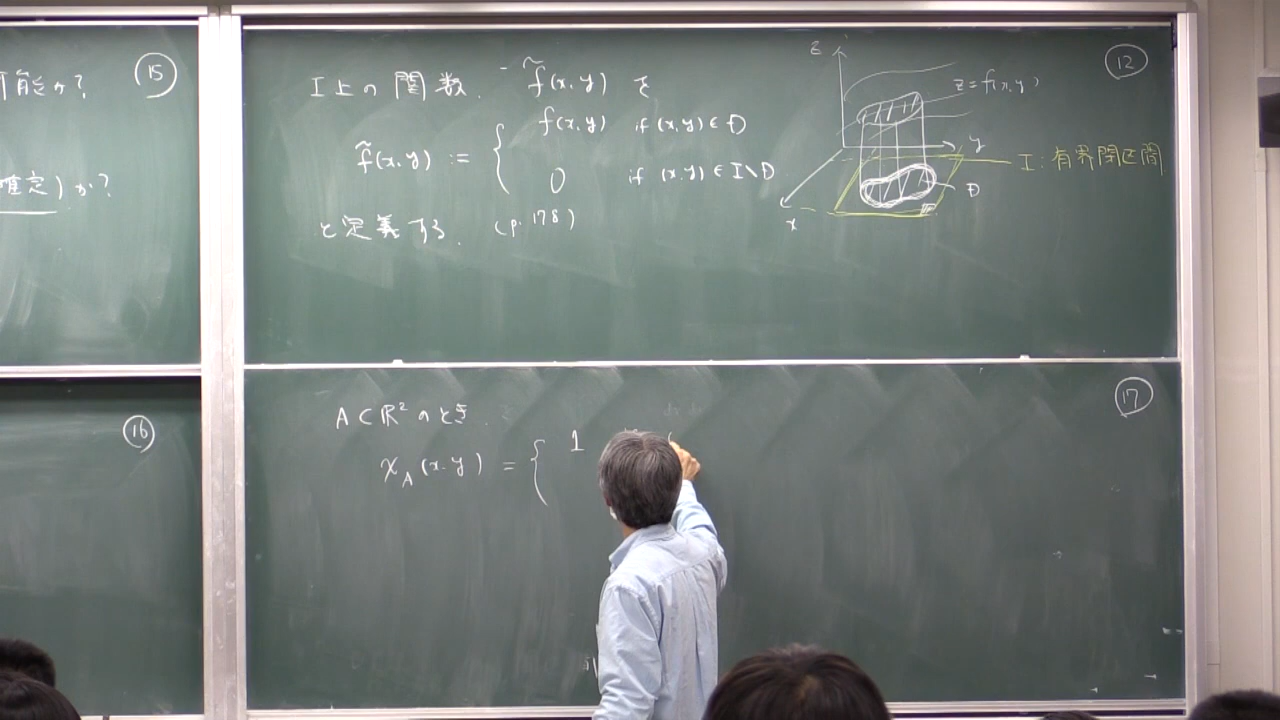 可能か?
⑮
確定)か?
⑯
I上の関数 f̃(x,y) を
f̃(x,y) := { f(x,y) if (x,y) ∈ D
0 if (x,y) ∈ I\D
と定義する. (p.178)
⑫
z
z=f(x,y)
y
I:有界閉区間
D
x
⑰
A⊂ℝ² のとき
χ_A(x,y) = { 1